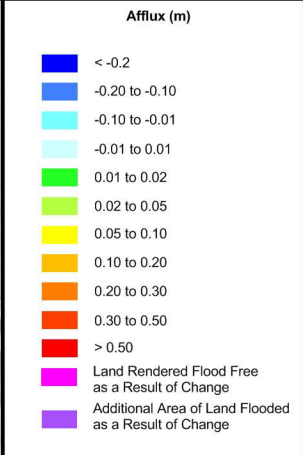 Afflux (m)
< -0.2
-0.20 to -0.10
-0.10 to -0.01
-0.01 to 0.01
0.01 to 0.02
0.02 to 0.05
0.05 to 0.10
0.10 to 0.20
0.20 to 0.30
0.30 to 0.50
> 0.50
Land Rendered Flood Free
as a Result of Change
Additional Area of Land Flooded
as a Result of Change